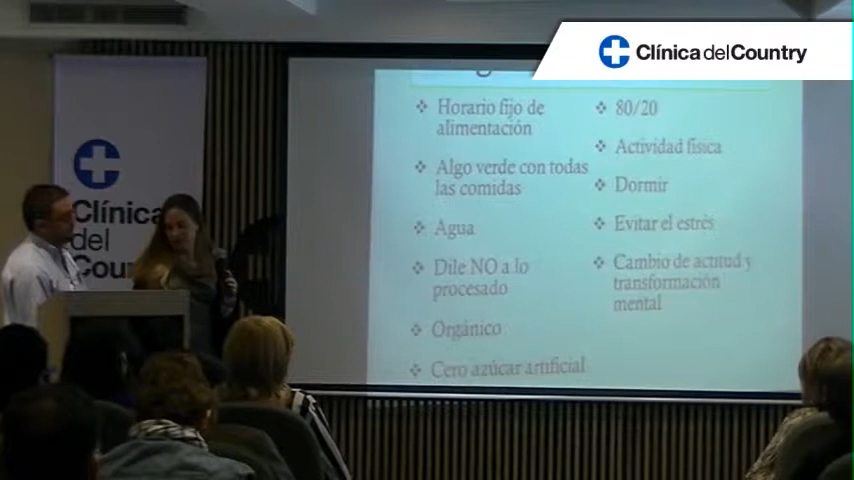 Clínica del Country
Clínica
del
Horario fijo de
alimentación
Algo verde con todas
las comidas
Agua
Dile NO a lo
procesado
Orgánico
Cero azúcar artificial
80/20
Actividad física
Dormir
Evitar el estrés
Cambio de actitud y
transformación
mental